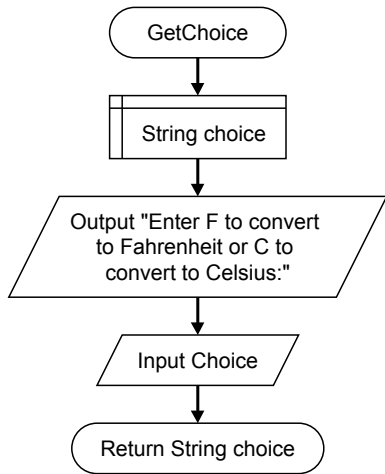 GetChoice
String choice
Output "Enter F to convert
to Fahrenheit or C to
convert to Celsius:"
Input Choice
Return String choice